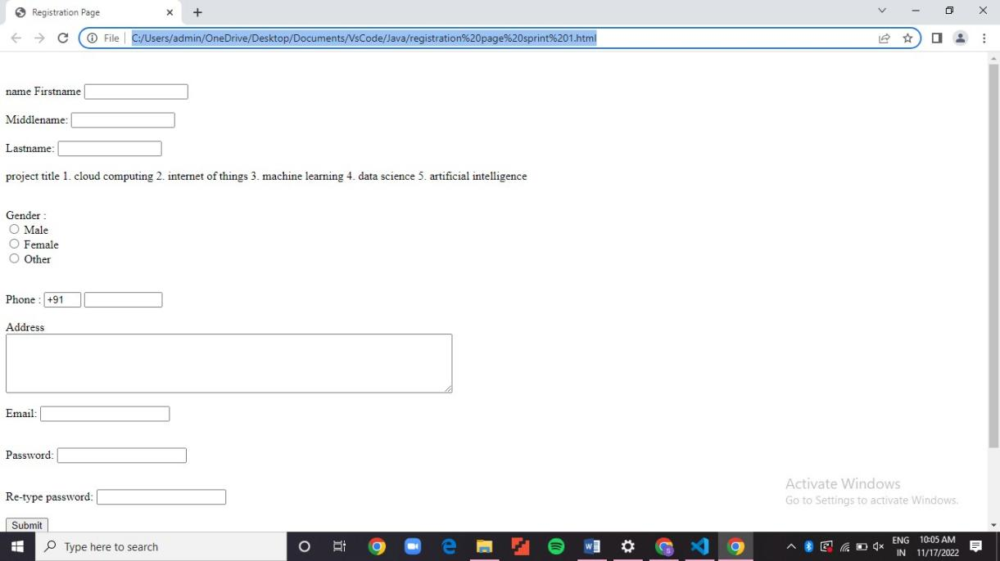 Registration Page
File C:/Users/admin/OneDrive/Desktop/Documents/VsCode/Java/registration%20page%20sprint%201.html
name Firstname
Middlename:
Lastname:
project title 1. cloud computing 2. internet of things 3. machine learning 4. data science 5. artificial intelligence
Gender :
Male
Female
Other
Phone : +91
Address
Email:
Password:
Re-type password:
Submit
Activate Windows
Go to Settings to activate Windows.
Type here to search
ENG 10:05 AM
IN 11/17/2022